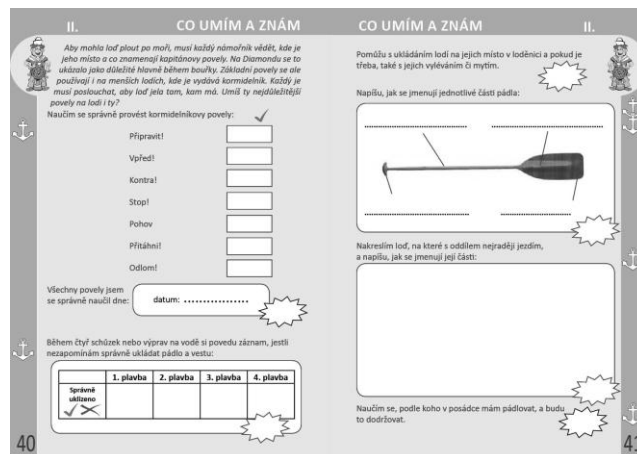 II.
CO UMÍM A ZNÁM
Aby mohla loď plout po moři, musí každý námořník vědět, kde je
jeho místo a co znamenají kapitánovy povely. Na Diamondu se to
ukázalo jako důležité hlavně během bouřky. Základní povely se ale
používají i na menších lodích, kde je vydává kormidelník. Každý je
musí poslouchat, aby loď jela tam, kam má. Umíš ty nejdůležitější
povely na lodi i ty?
Naučím se správně provést kormidelníkovy povely:
Připravit!
Vpřed!
Kontra!
Stop!
Pohov
Přitáhni!
Odlom!
Všechny povely jsem
se správně naučil dne:
datum: .................
Během čtyř schůzek nebo výprav na vodě si povedu záznam, jestli
nezapomínám správně ukládat pádlo a vestu:
1. plavba 2. plavba 3. plavba 4. plavba
Správně
uklizeno
40
CO UMÍM A ZNÁM
II.
Pomůžu s ukládáním lodí na jejich místo v loděnici a pokud je
třeba, také s jejich vyléváním či mytím.
Napíšu, jak se jmenují jednotlivé části pádla:
Nakreslím loď, na které s oddílem nejraději jezdím,
a napíšu, jak se jmenují její části:
Naučím se, podle koho v posádce mám pádlovat, a budu
to dodržovat.
41